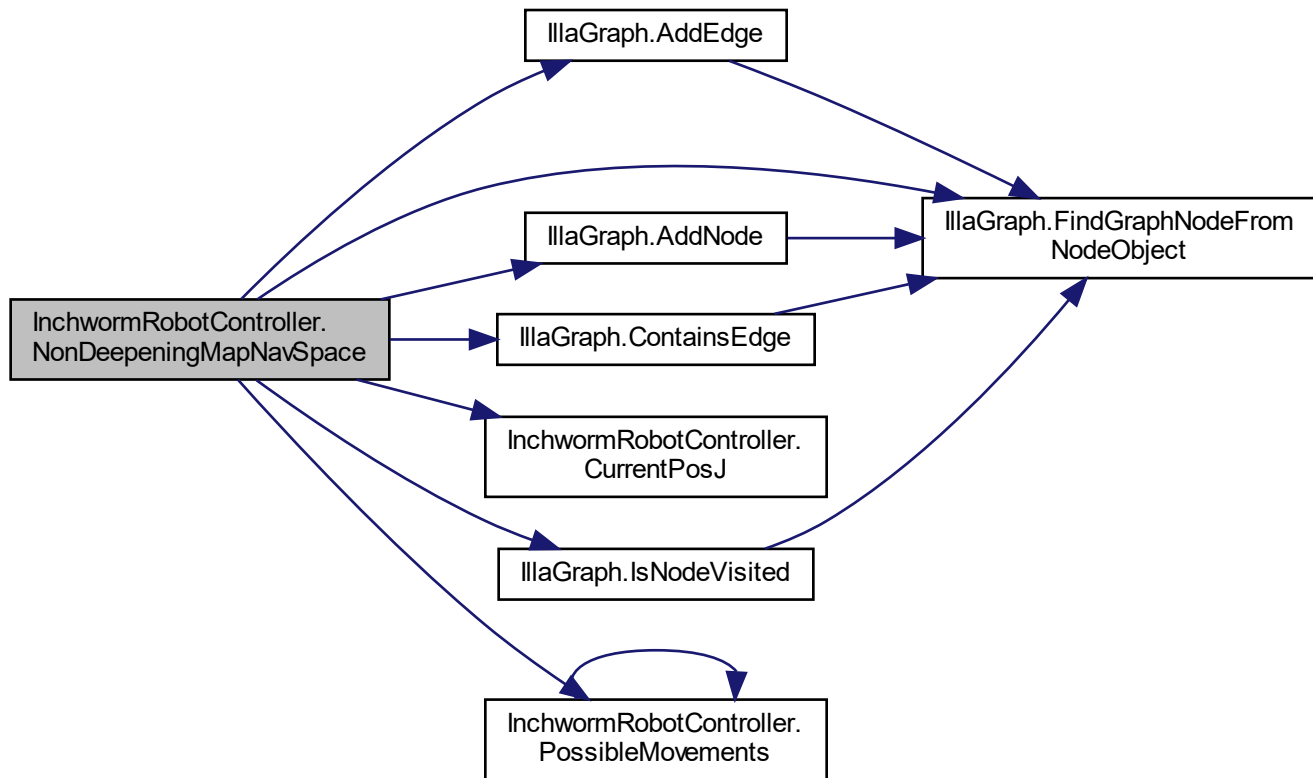 IllaGraph.AddEdge
IllaGraph.FindGraphNodeFrom
NodeObject
IllaGraph.AddNode
InchwormRobotController.
NonDeepeningMapNavSpace
IllaGraph.ContainsEdge
InchwormRobotController.
CurrentPosJ
IllaGraph.IsNodeVisited
InchwormRobotController.
PossibleMovements